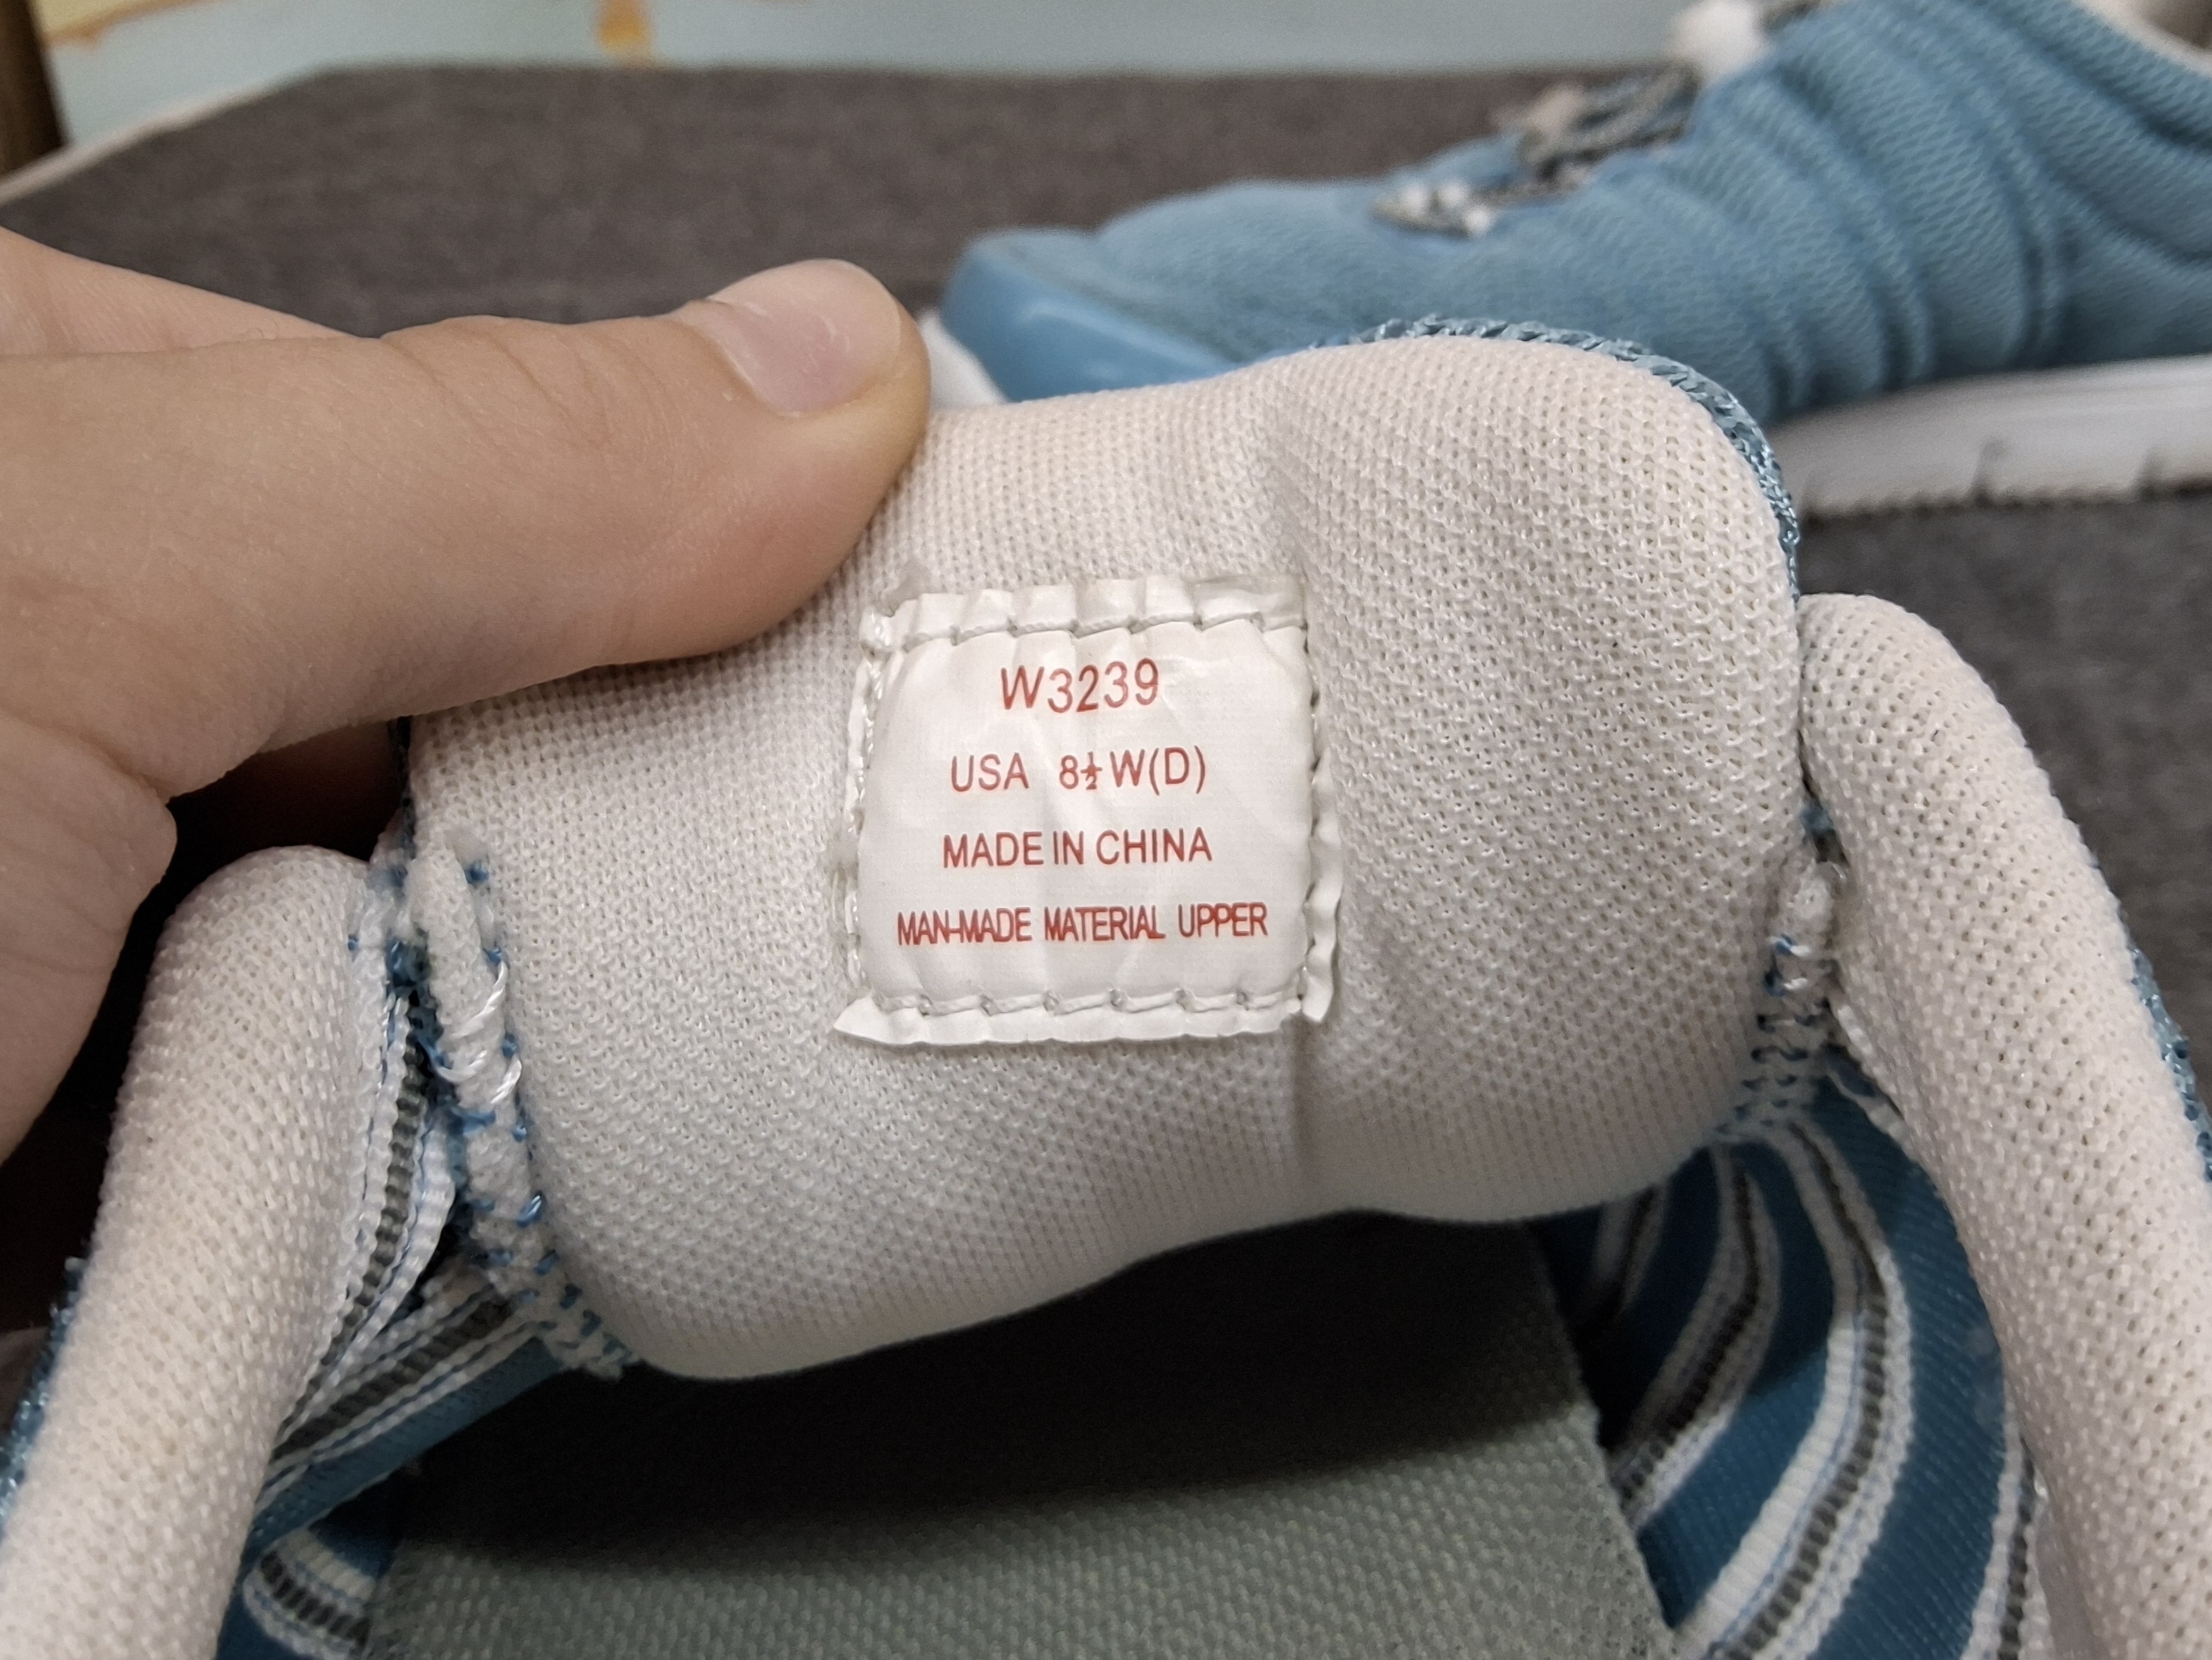 W3239
USA 8½ W(D)
MADE IN CHINA
MAN-MADE MATERIAL UPPER